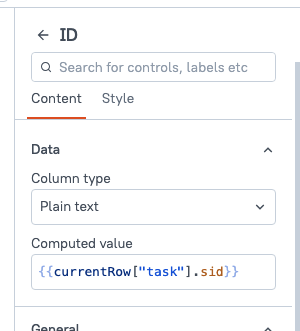 ID
Search for controls, labels etc
Content Style
Data
Column type
Plain text
Computed value
{{currentRow["task"].sid}}
General